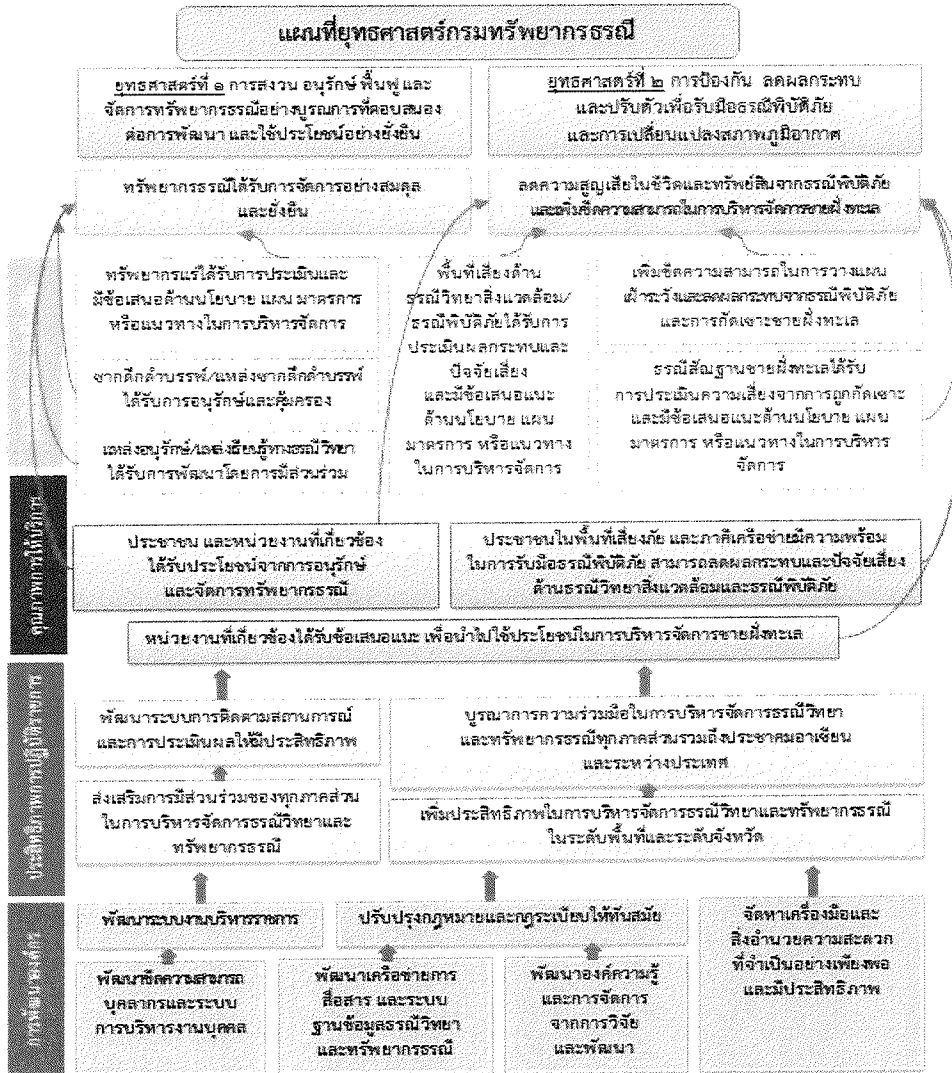 แผนที่ยุทธศาสตร์กรมทรัพยากรธรณี
ยุทธศาสตร์ที่ ๑ การสงวน อนุรักษ์ ฟื้นฟู และ
จัดการทรัพยากรธรณีอย่างบูรณการที่ตอบสนอง
ต่อการพัฒนา และใช้ประโยชน์อย่างยั่งยืน
ยุทธศาสตร์ที่ ๒ การป้องกัน ลดผลกระทบ
และปรับตัวเพื่อรับมือธรณีพิบัติภัย
และการเปลี่ยนแปลงสภาพภูมิอากาศ
ทรัพยากรธรณีได้รับการจัดการอย่างสมดุล
และยั่งยืน
ลดความสูญเสียในชีวิตและทรัพย์สินจากธรณีพิบัติภัย
และเพิ่มขีดความสามารถในการบริหารจัดการชายฝั่งทะเล
ทรัพยากรแร่ได้รับการประเมินและ
มีข้อเสนอด้านนโยบาย แผน มาตรการ
หรือแนวทางในการบริหารจัดการ
ซากดึกดำบรรพ์/แหล่งซากดึกดำบรรพ์
ได้รับการอนุรักษ์และคุ้มครอง
แหล่งอนุรักษ์/แหล่งเรียนรู้ทางธรณีวิทยา
ได้รับการพัฒนาโดยการมีส่วนร่วม
พื้นที่เสี่ยงด้าน
ธรณีวิทยาสิ่งแวดล้อม/
ธรณีพิบัติภัยได้รับการ
ประเมินผลกระทบและ
ปัจจัยเสี่ยง
และมีข้อเสนอแนะ
ด้านนโยบาย แผน
มาตรการ หรือแนวทาง
ในการบริหารจัดการ
เพิ่มขีดความสามารถในการวางแผน
เฝ้าระวังและลดผลกระทบจากธรณีพิบัติภัย
และการกัดเซาะชายฝั่งทะเล
ธรณีสัณฐานชายฝั่งทะเลได้รับ
การประเมินความเสี่ยงจากการถูกกัดเซาะ
และมีข้อเสนอแนะด้านนโยบาย แผน
มาตรการ หรือแนวทางในการบริหาร
จัดการ
คุณภาพการให้บริการ
ประชาชน และหน่วยงานที่เกี่ยวข้อง
ได้รับประโยชน์จากการอนุรักษ์
และจัดการทรัพยากรธรณี
ประชาชนในพื้นที่เสี่ยงภัย และภาคีเครือข่ายมีความพร้อม
ในการรับมือธรณีพิบัติภัย สามารถลดผลกระทบและปัจจัยเสี่ยง
ด้านธรณีวิทยาสิ่งแวดล้อมและธรณีพิบัติภัย
หน่วยงานที่เกี่ยวข้องได้รับข้อเสนอแนะ เพื่อนำไปใช้ประโยชน์ในการบริหารจัดการชายฝั่งทะเล
ประสิทธิภาพการปฏิบัติราชการ
พัฒนาระบบการติดตามสถานการณ์
และการประเมินผลให้มีประสิทธิภาพ
บูรณาการความร่วมมือในการบริหารจัดการธรณีวิทยา
และทรัพยากรธรณีทุกภาคส่วนรวมถึงประชาคมอาเซียน
และระหว่างประเทศ
ส่งเสริมการมีส่วนร่วมของทุกภาคส่วน
ในการบริหารจัดการธรณีวิทยาและ
ทรัพยากรธรณี
เพิ่มประสิทธิภาพในการบริหารจัดการธรณีวิทยาและทรัพยากรธรณี
ในระดับพื้นที่และระดับจังหวัด
การพัฒนาองค์กร
พัฒนาระบบงานบริหารราชการ
ปรับปรุงกฎหมายและกฎระเบียบให้ทันสมัย
จัดหาเครื่องมือและ
สิ่งอำนวยความสะดวก
ที่จำเป็นอย่างเพียงพอ
และมีประสิทธิภาพ
พัฒนาขีดความสามารถ
บุคลากรและระบบ
การบริหารงานบุคคล
พัฒนาเครือข่ายการ
สื่อสาร และระบบ
ฐานข้อมูลธรณีวิทยา
และทรัพยากรธรณี
พัฒนาองค์ความรู้
และการจัดการ
จากการวิจัย
และพัฒนา